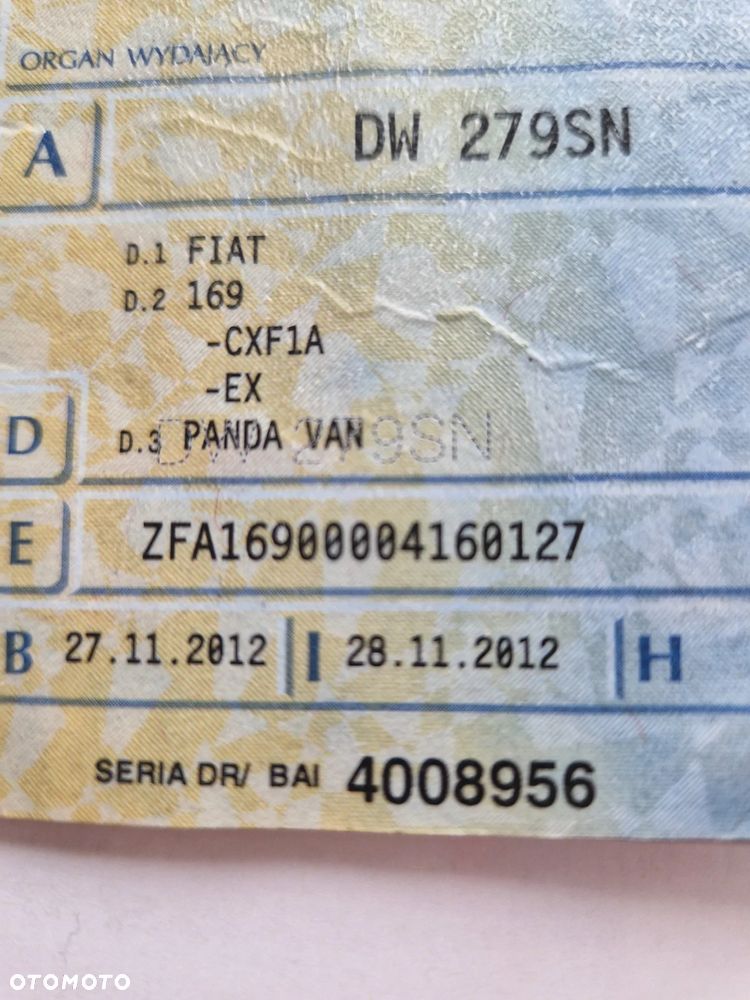 ORGAN WYDAJĄCY
A DW 279SN
D.1 FIAT
D.2 169
-CXF1A
-EX
D D.3 PANDA VAN
DW 279SN
E ZFA16900004160127
B 27.11.2012 I 28.11.2012 H
SERIA DR/ BAI 4008956
OTOMOTO